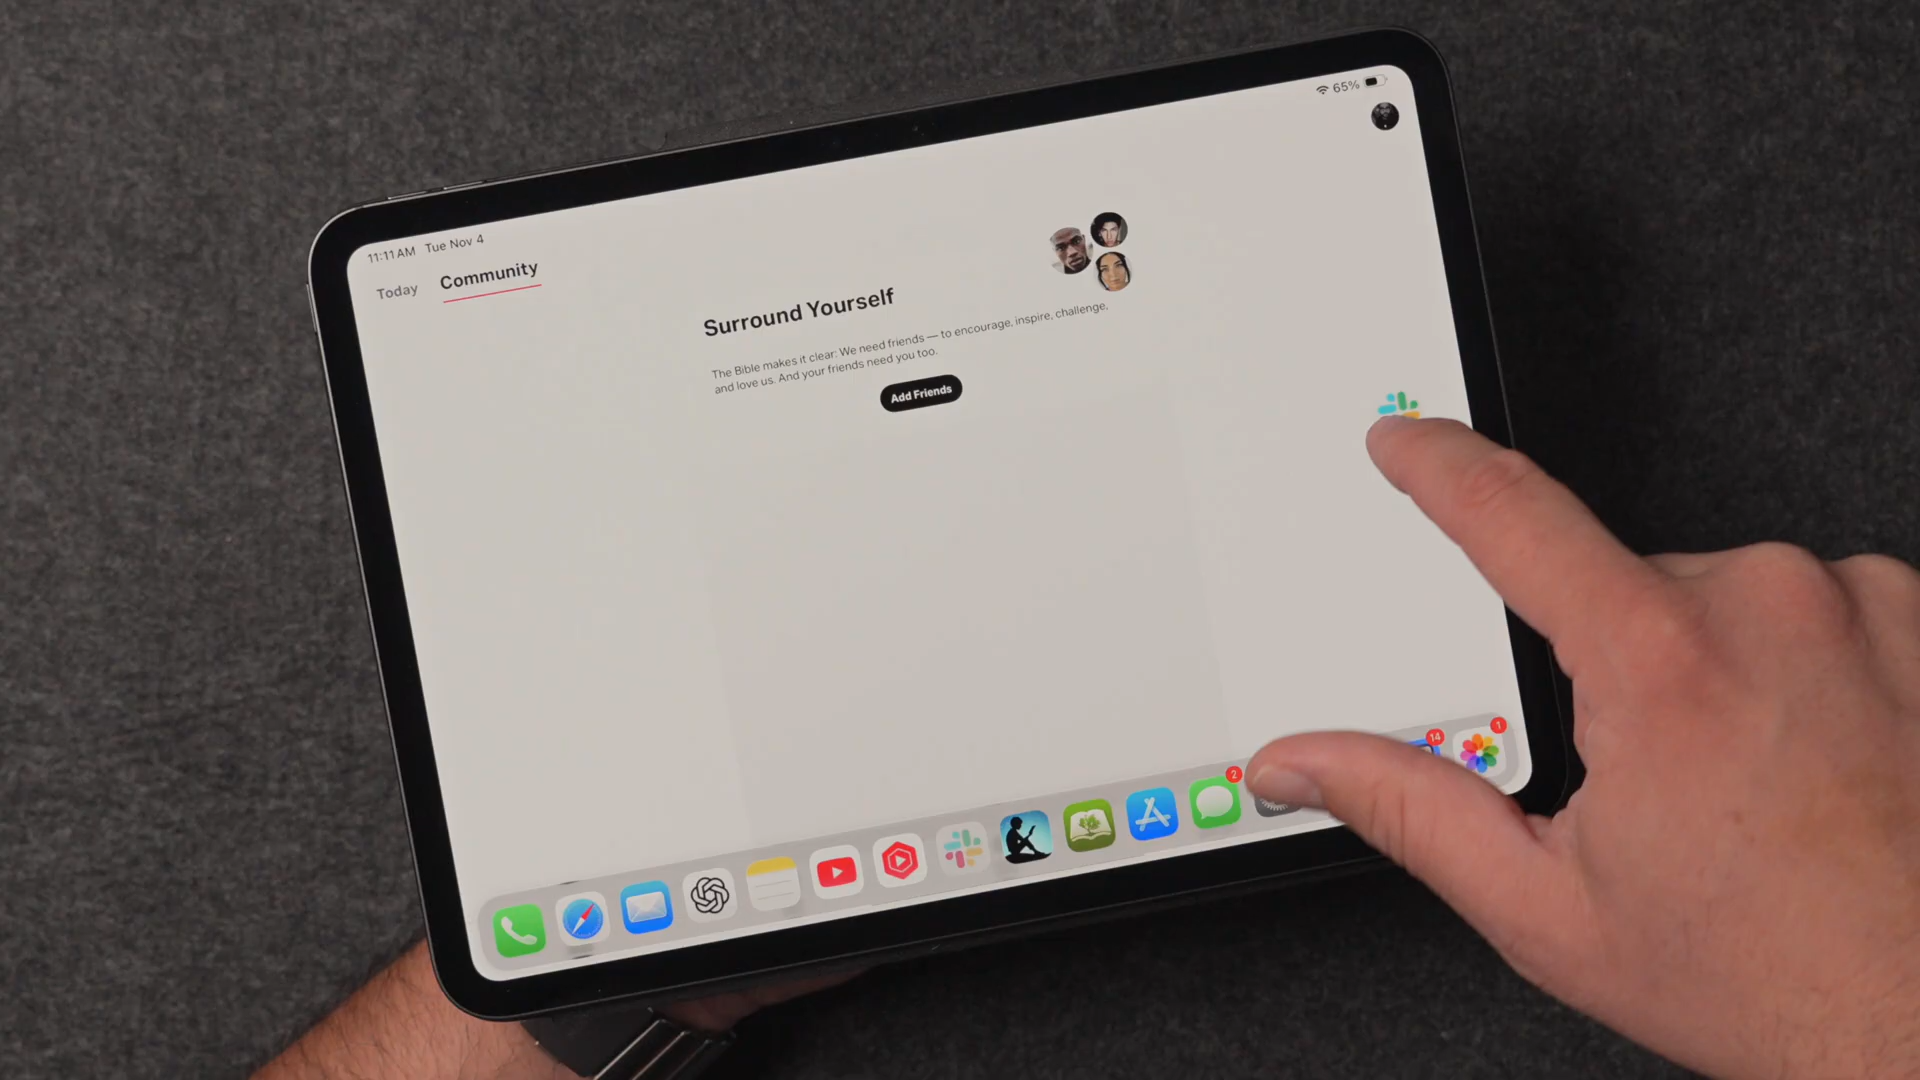 11:11 AM Tue Nov 4
65%
Today Community
Surround Yourself
The Bible makes it clear: We need friends — to encourage, inspire, challenge,
and love us. And your friends need you too.
Add Friends
2
14
1